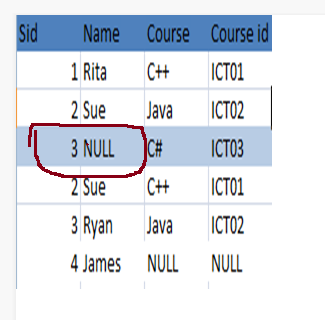 Sid Name Course Course id
1 Rita C++ ICT01
2 Sue Java ICT02
3 NULL C# ICT03
2 Sue C++ ICT01
3 Ryan Java ICT02
4 James NULL NULL